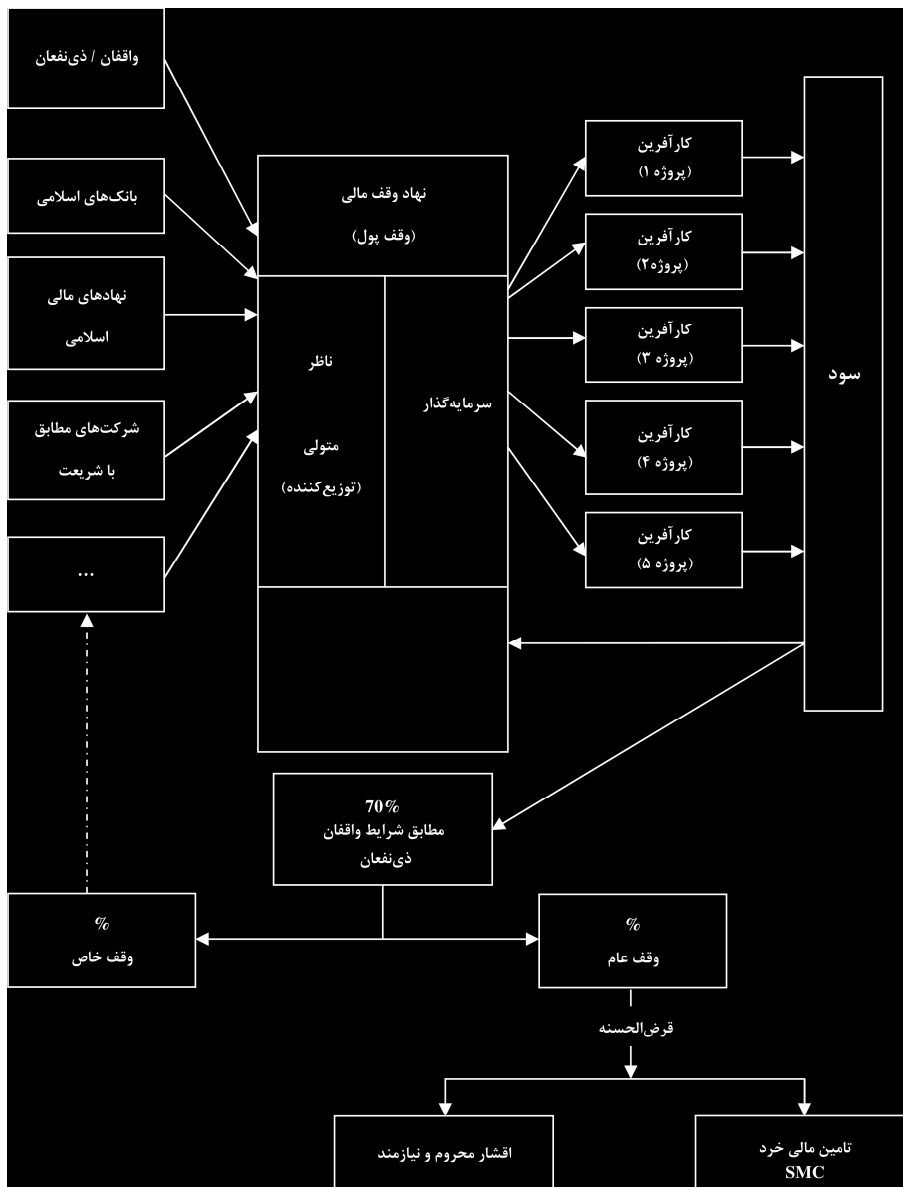 واقفان / ذی‌نفعان
بانک‌های اسلامی
نهادهای مالی
اسلامی
شرکت‌های مطابق
با شریعت
...
نهاد وقف مالی
(وقف پول)
ناظر
متولی
(توزیع‌کننده)
سرمایه‌گذار
کارآفرین
(پروژه ۱)
کارآفرین
(پروژه۲)
کارآفرین
(پروژه ۳)
کارآفرین
(پروژه ۴)
کارآفرین
(پروژه ۵)
سود
70%
مطابق شرایط واقفان
ذی‌نفعان
%
وقف خاص
%
وقف عام
قرض‌الحسنه
اقشار محروم و نیازمند
تامین مالی خرد
SMC